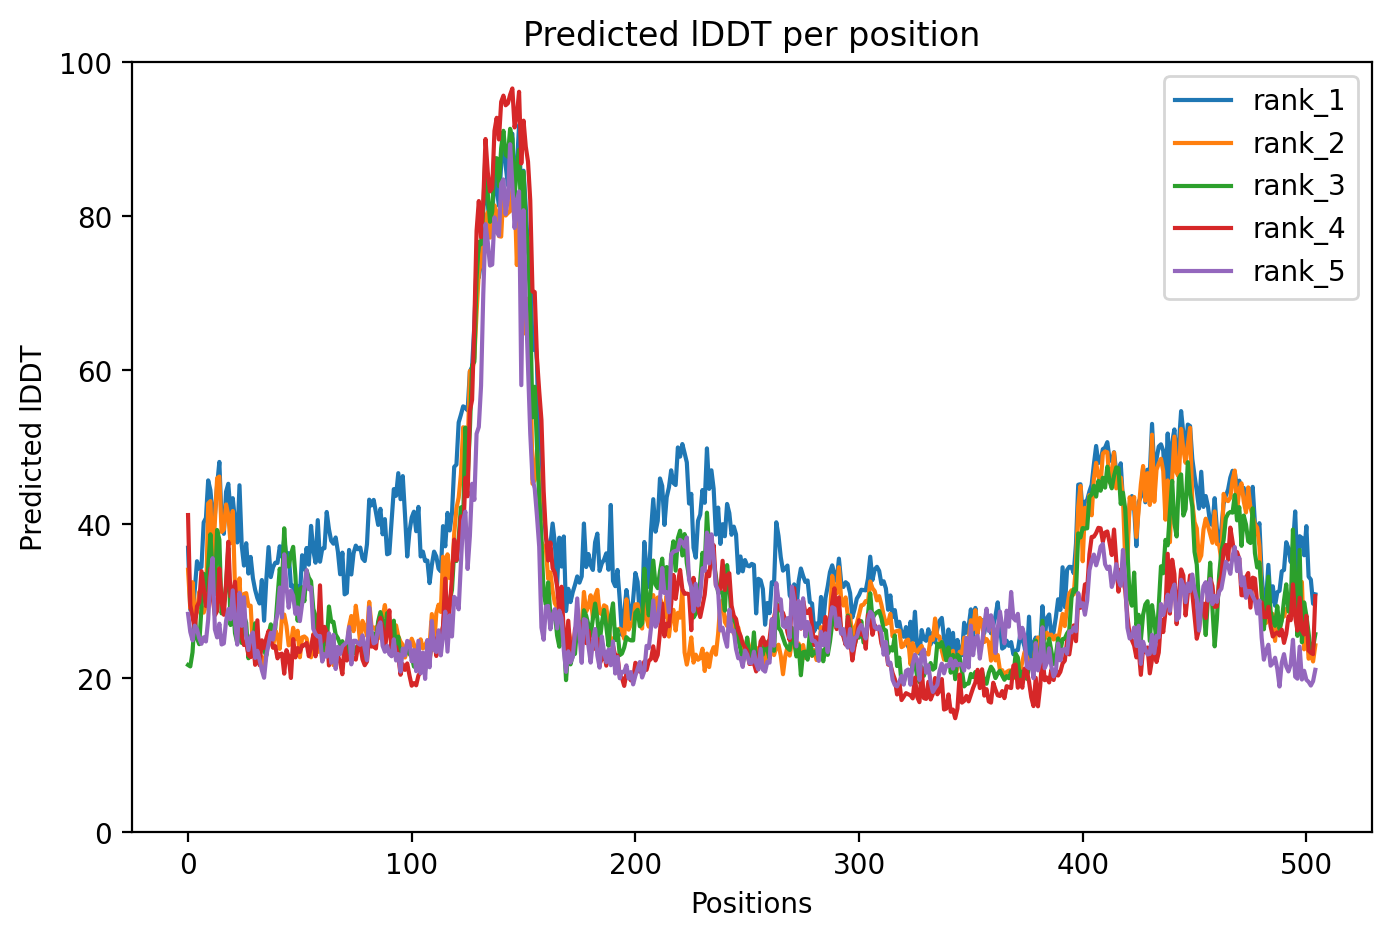 Predicted lDDT per position
100
80
60
40
20
0
Predicted lDDT
0 100 200 300 400 500
Positions
rank_1
rank_2
rank_3
rank_4
rank_5